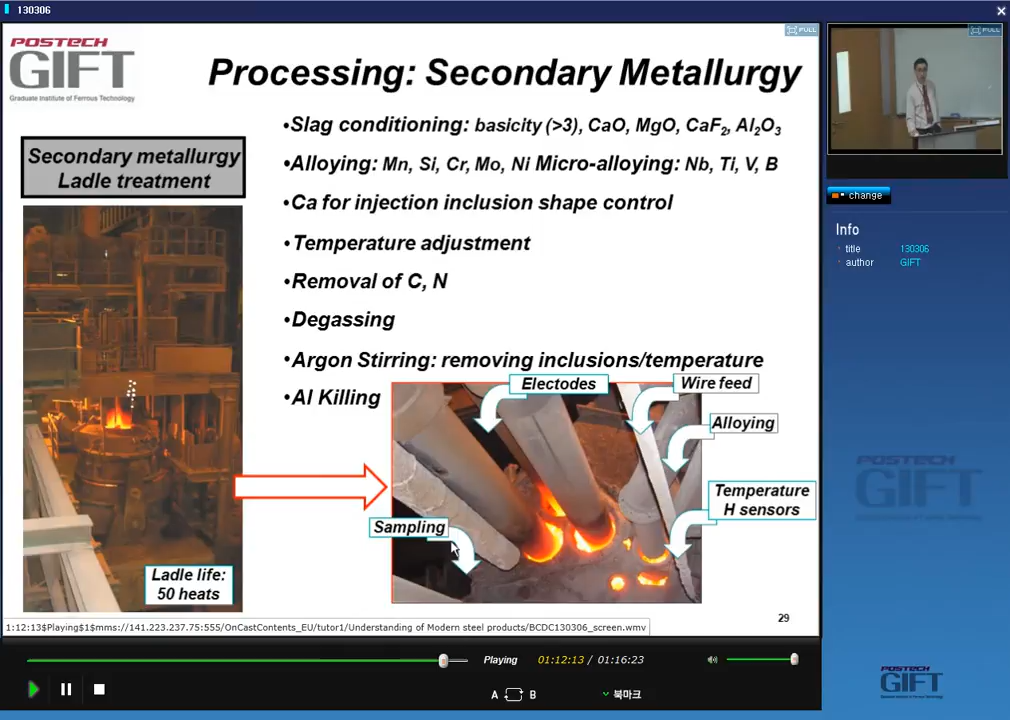 130306
POSTECH
GIFT
Graduate Institute of Ferrous Technology
FULL
Processing: Secondary Metallurgy
Secondary metallurgy
Ladle treatment
•Slag conditioning: basicity (>3), CaO, MgO, CaF2, Al2O3
•Alloying: Mn, Si, Cr, Mo, Ni Micro-alloying: Nb, Ti, V, B
•Ca for injection inclusion shape control
•Temperature adjustment
•Removal of C, N
•Degassing
•Argon Stirring: removing inclusions/temperature
•Al Killing
Electodes
Wire feed
Alloying
Temperature
H sensors
Sampling
Ladle life:
50 heats
29
1:12:13$Playing$1$mms://141.223.237.75:555/OnCastContents_EU/tutor1/Understanding of Modern steel products/BCDC130306_screen.wmv
FULL
change
Info
title 130306
author GIFT
POSTECH
GIFT
Playing 01:12:13 / 01:16:23
A B 북마크
POSTECH
GIFT